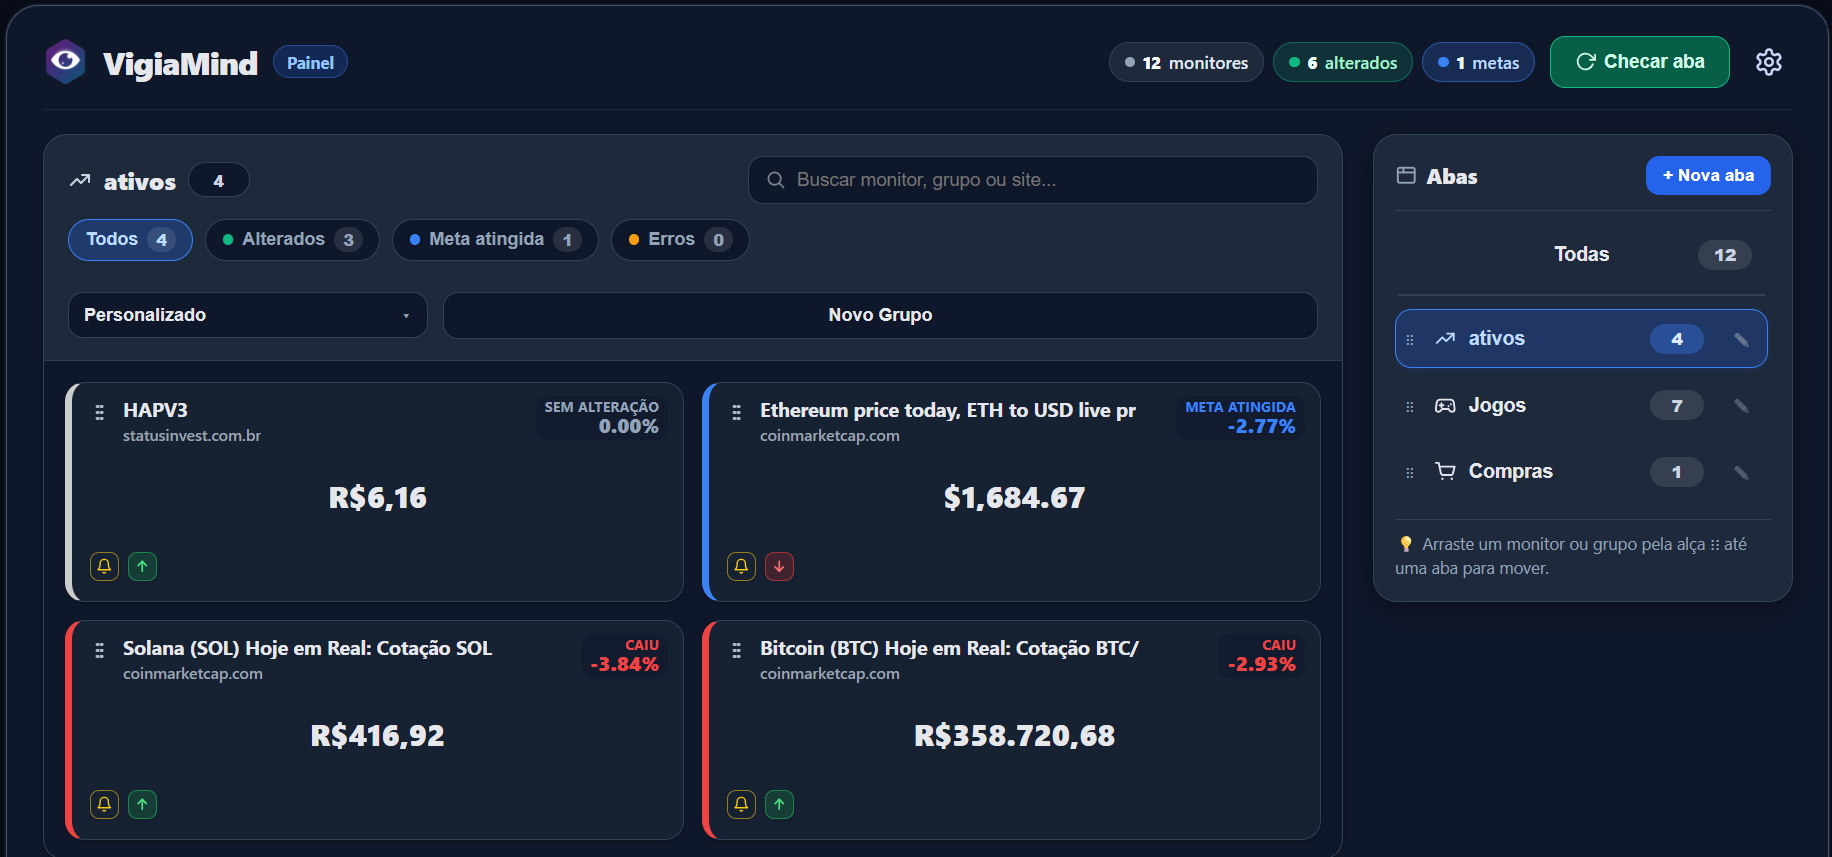 VigiaMind
Painel
12 monitores
6 alterados
1 metas
Checar aba
ativos
4
Buscar monitor, grupo ou site...
Todos 4
Alterados 3
Meta atingida 1
Erros 0
Personalizado
Novo Grupo
HAPV3
statusinvest.com.br
SEM ALTERAÇÃO
0.00%
R$6,16
Ethereum price today, ETH to USD live pr
coinmarketcap.com
META ATINGIDA
-2.77%
$1,684.67
Solana (SOL) Hoje em Real: Cotação SOL
coinmarketcap.com
CAIU
-3.84%
R$416,92
Bitcoin (BTC) Hoje em Real: Cotação BTC/
coinmarketcap.com
CAIU
-2.93%
R$358.720,68
Abas
+ Nova aba
Todas 12
ativos 4
Jogos 7
Compras 1
Arraste um monitor ou grupo pela alça ⠿ até
uma aba para mover.